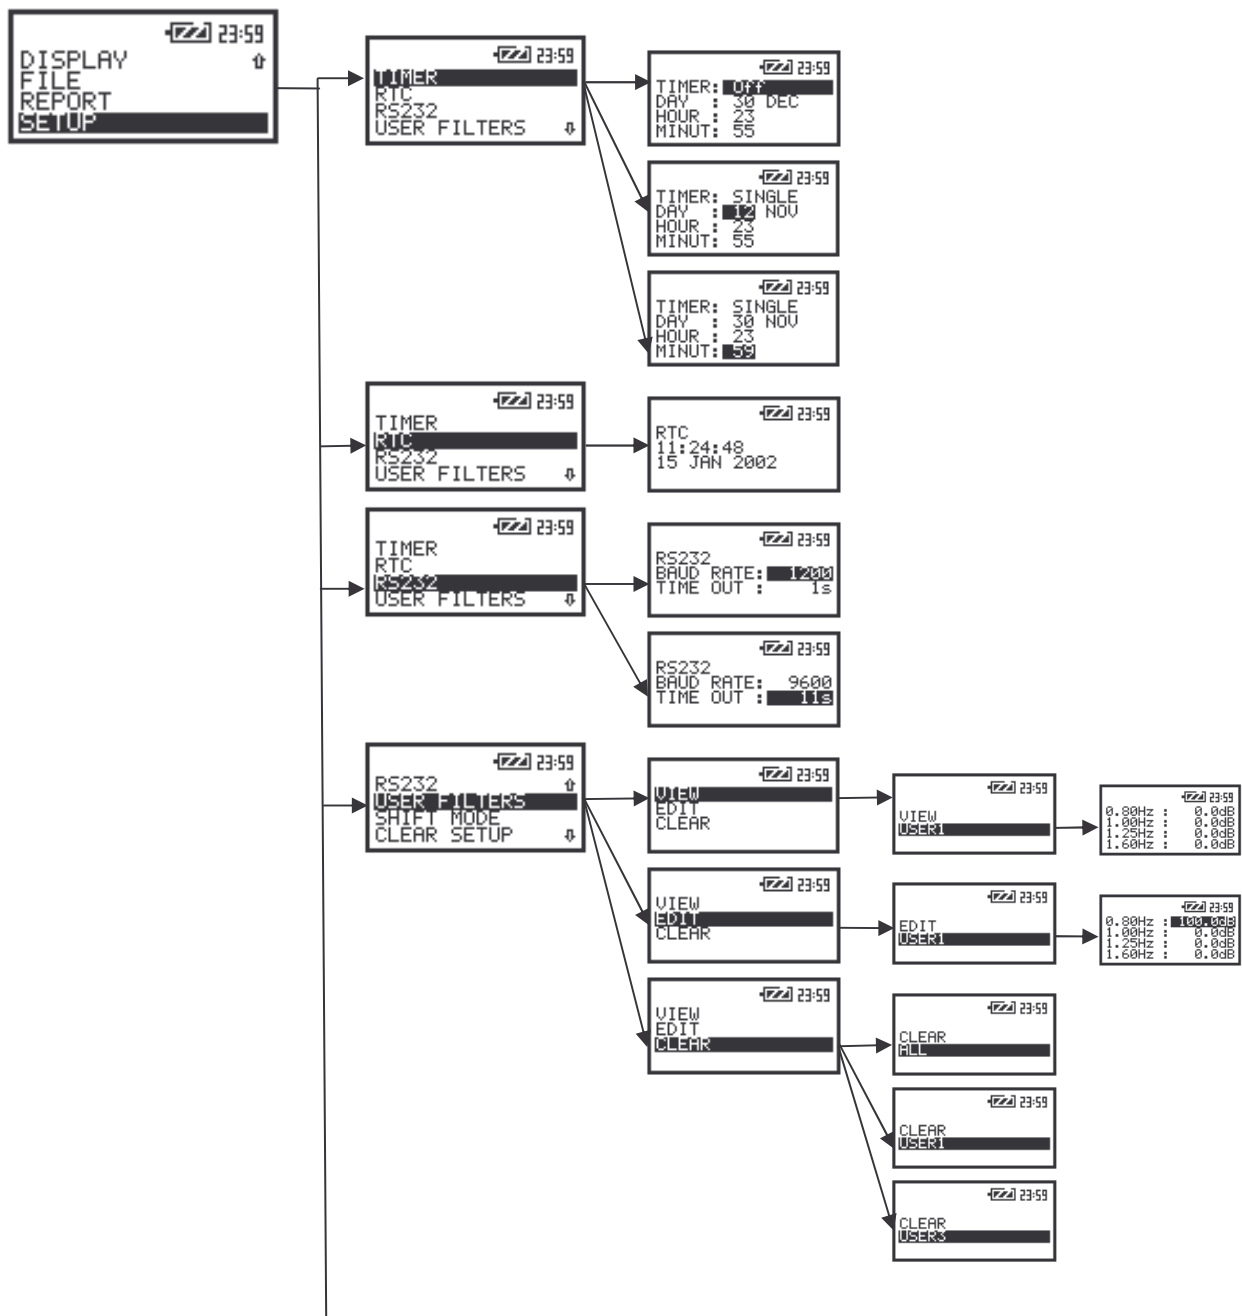 23:59
DISPLAY
FILE
REPORT
SETUP
23:59
TIMER
RTC
RS232
USER FILTERS
23:59
TIMER: Off
DAY : 30 DEC
HOUR : 23
MINUT: 55
23:59
TIMER: SINGLE
DAY : 12 NOV
HOUR : 23
MINUT: 55
23:59
TIMER: SINGLE
DAY : 30 NOV
HOUR : 23
MINUT: 59
23:59
TIMER
RTC
RS232
USER FILTERS
23:59
RTC
11:24:48
15 JAN 2002
23:59
TIMER
RTC
RS232
USER FILTERS
23:59
RS232
BAUD RATE: 1200
TIME OUT : 1s
23:59
RS232
BAUD RATE: 9600
TIME OUT : 11s
23:59
RS232
USER FILTERS
SHIFT MODE
CLEAR SETUP
23:59
VIEW
EDIT
CLEAR
23:59
VIEW
USER1
23:59
0.80Hz : 0.0dB
1.00Hz : 0.0dB
1.25Hz : 0.0dB
1.60Hz : 0.0dB
23:59
VIEW
EDIT
CLEAR
23:59
EDIT
USER1
23:59
0.80Hz : 100.0dB
1.00Hz : 0.0dB
1.25Hz : 0.0dB
1.60Hz : 0.0dB
23:59
VIEW
EDIT
CLEAR
23:59
CLEAR
ALL
23:59
CLEAR
USER1
23:59
CLEAR
USER3